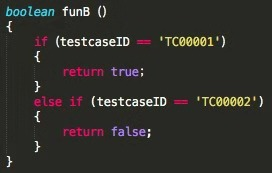 boolean funB ()
{
if (testcaseID == 'TC00001')
{
return true;
}
else if (testcaseID == 'TC00002')
{
return false;
}
}